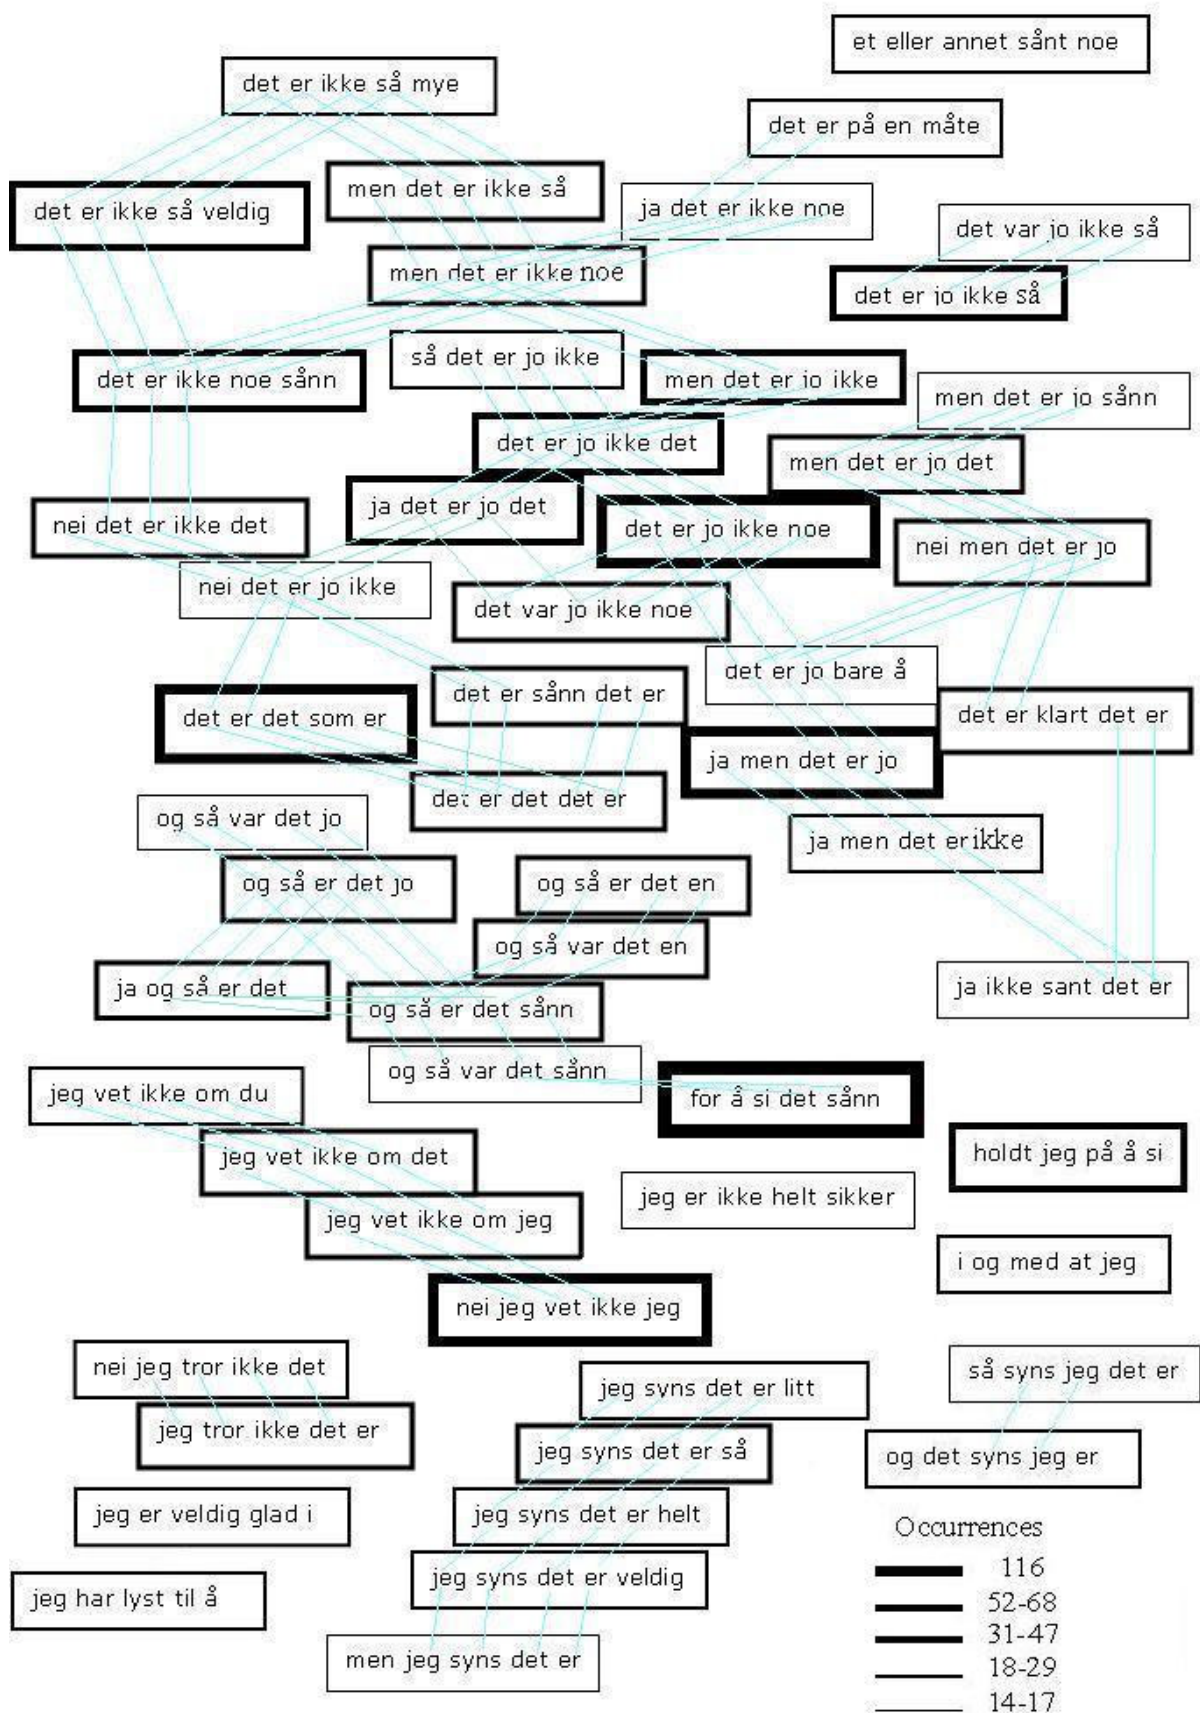 et eller annet sånt noe
det er ikke så mye
det er på en måte
men det er ikke så
det er ikke så veldig
ja det er ikke noe
det var jo ikke så
men det er ikke noe
det er jo ikke så
så det er jo ikke
det er ikke noe sånn
men det er jo ikke
men det er jo sånn
det er jo ikke det
men det er jo det
ja det er jo det
nei det er ikke det
det er jo ikke noe
nei men det er jo
nei det er jo ikke
det var jo ikke noe
det er jo bare å
det er sånn det er
det er det som er
det er klart det er
ja men det er jo
det er det det er
og så var det jo
ja men det er ikke
og så er det jo
og så er det en
og så var det en
ja og så er det
ja ikke sant det er
og så er det sånn
og så var det sånn
jeg vet ikke om du
for å si det sånn
jeg vet ikke om det
holdt jeg på å si
jeg er ikke helt sikker
jeg vet ikke om jeg
i og med at jeg
nei jeg vet ikke jeg
nei jeg tror ikke det
så syns jeg det er
jeg syns det er litt
jeg tror ikke det er
jeg syns det er så
og det syns jeg er
jeg er veldig glad i
jeg syns det er helt
jeg syns det er veldig
jeg har lyst til å
men jeg syns det er
Occurrences
116
52-68
31-47
18-29
14-17